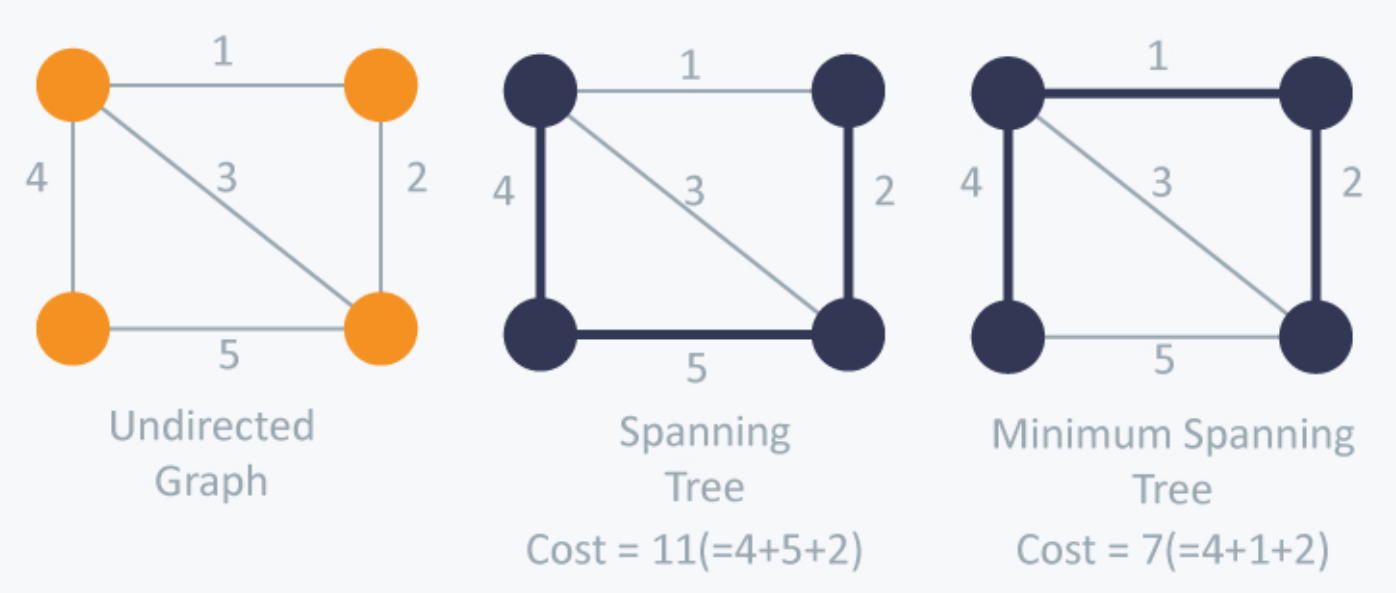 1
4
3
2
5
Undirected
Graph
1
4
3
2
5
Spanning
Tree
Cost = 11(=4+5+2)
1
4
3
2
5
Minimum Spanning
Tree
Cost = 7(=4+1+2)